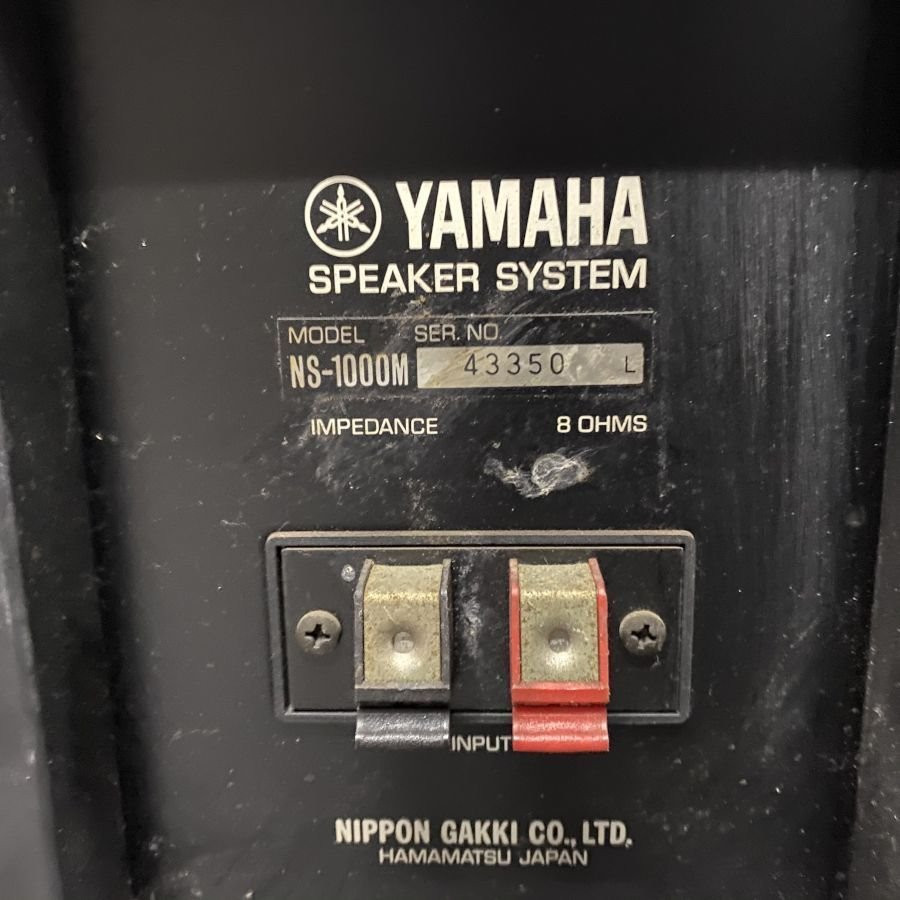 YAMAHA
SPEAKER SYSTEM
MODEL SER. NO.
NS-1000M 43350 L
IMPEDANCE 8 OHMS
INPUT
NIPPON GAKKI CO., LTD.
HAMAMATSU JAPAN